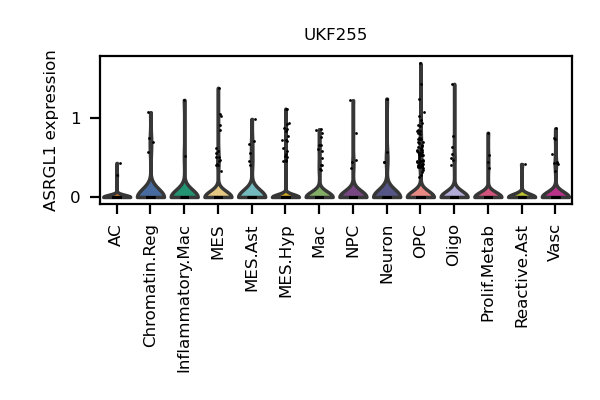 UKF255
ASRGL1 expression
1
0
AC
Chromatin.Reg
Inflammatory.Mac
MES
MES.Ast
MES.Hyp
Mac
NPC
Neuron
OPC
Oligo
Prolif.Metab
Reactive.Ast
Vasc